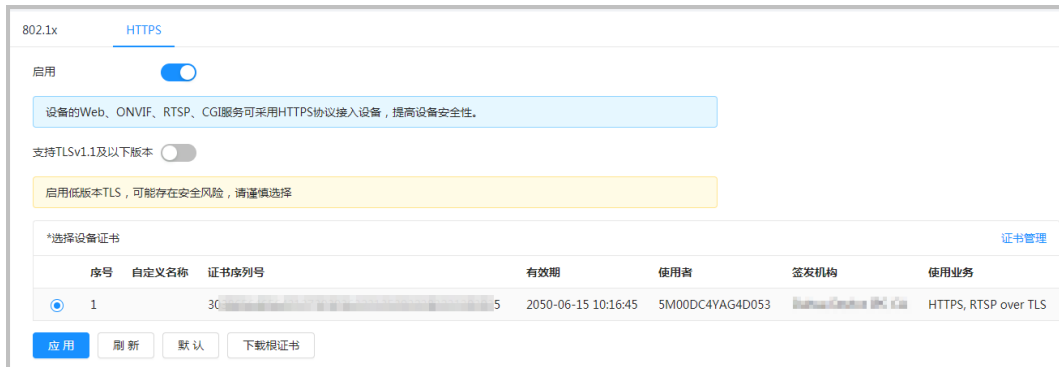 802.1x HTTPS
启用
设备的Web、ONVIF、RTSP、CGI服务可采用HTTPS协议接入设备，提高设备安全性。
支持TLSv1.1及以下版本
启用低版本TLS，可能存在安全风险，请谨慎选择
*选择设备证书 证书管理
序号 自定义名称 证书序列号 有效期 使用者 签发机构 使用业务
1 30 5 2050-06-15 10:16:45 5M00DC4YAG4D053 HTTPS, RTSP over TLS
应用 刷新 默认 下载根证书